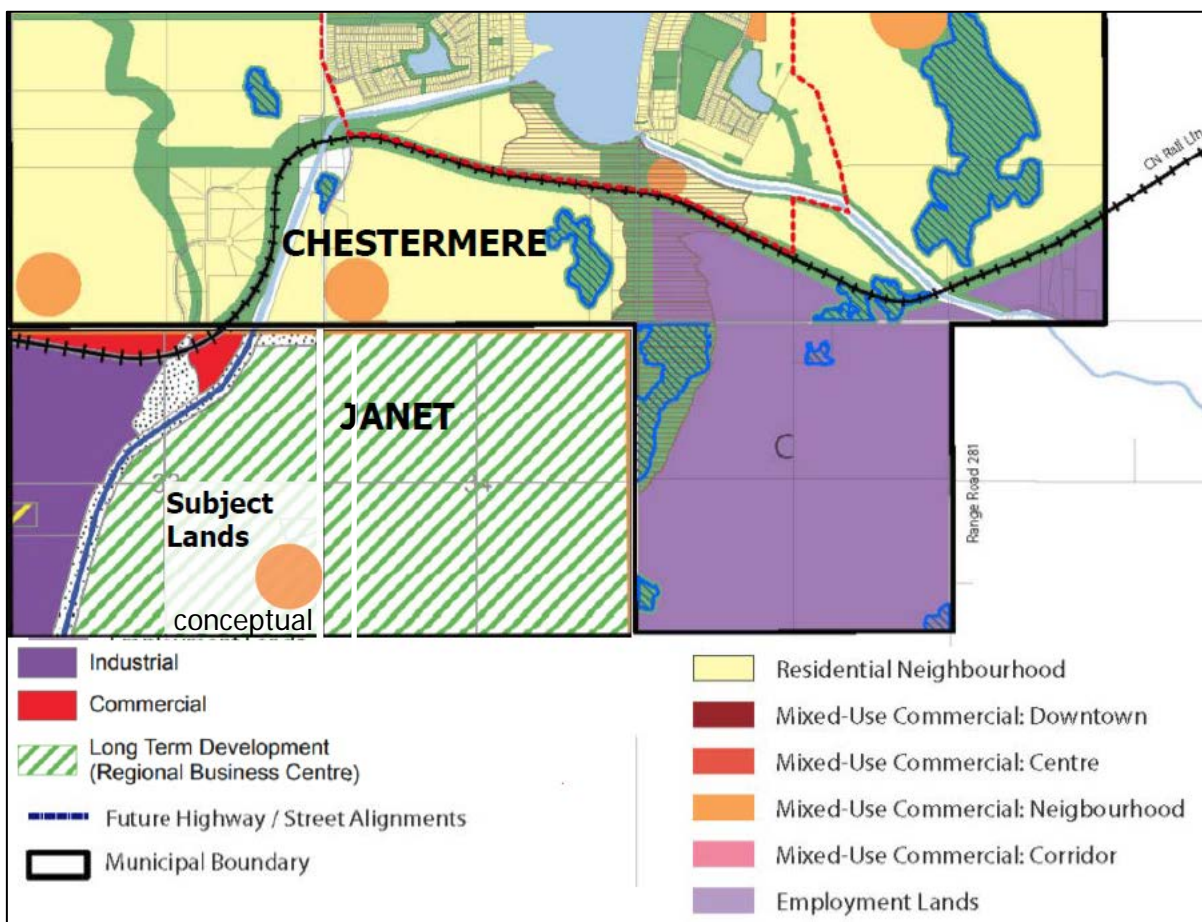 CN Rail Lin
CHESTERMERE
JANET
34
C
Range Road 281
Subject
Lands
conceptual
Industrial
Commercial
Long Term Development
(Regional Business Centre)
Future Highway / Street Alignments
Municipal Boundary
Residential Neighbourhood
Mixed-Use Commercial: Downtown
Mixed-Use Commercial: Centre
Mixed-Use Commercial: Neigbourhood
Mixed-Use Commercial: Corridor
Employment Lands